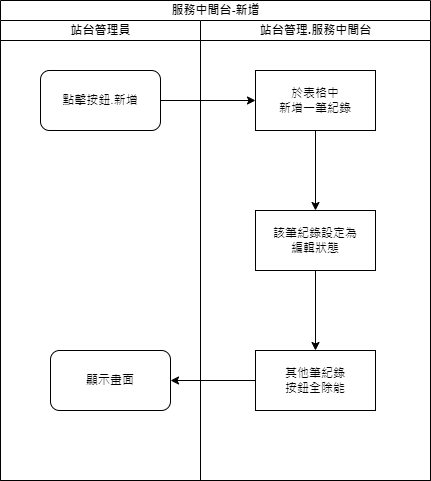 服務中間台-新增
站台管理員
站台管理.服務中間台
點擊按鈕.新增
於表格中
新增一筆紀錄
該筆紀錄設定為
編輯狀態
其他筆紀錄
按鈕全除能
顯示畫面